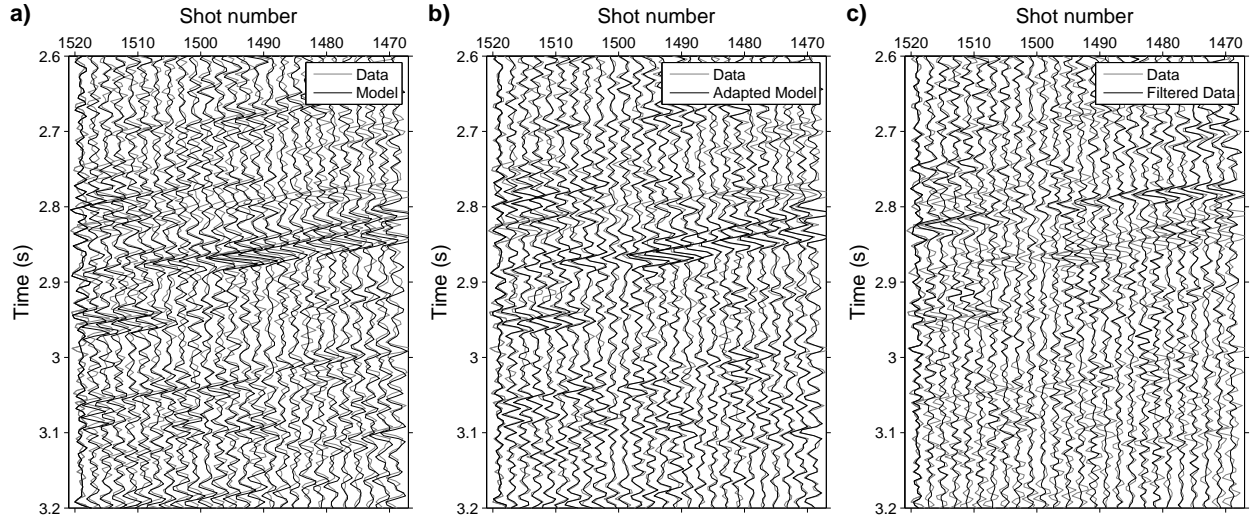 a)
Shot number
1520 1510 1500 1490 1480 1470
Data
Model
Time (s)
2.6
2.7
2.8
2.9
3
3.1
3.2
b)
Shot number
1520 1510 1500 1490 1480 1470
Data
Adapted Model
Time (s)
2.6
2.7
2.8
2.9
3
3.1
3.2
c)
Shot number
1520 1510 1500 1490 1480 1470
Data
Filtered Data
Time (s)
2.6
2.7
2.8
2.9
3
3.1
3.2